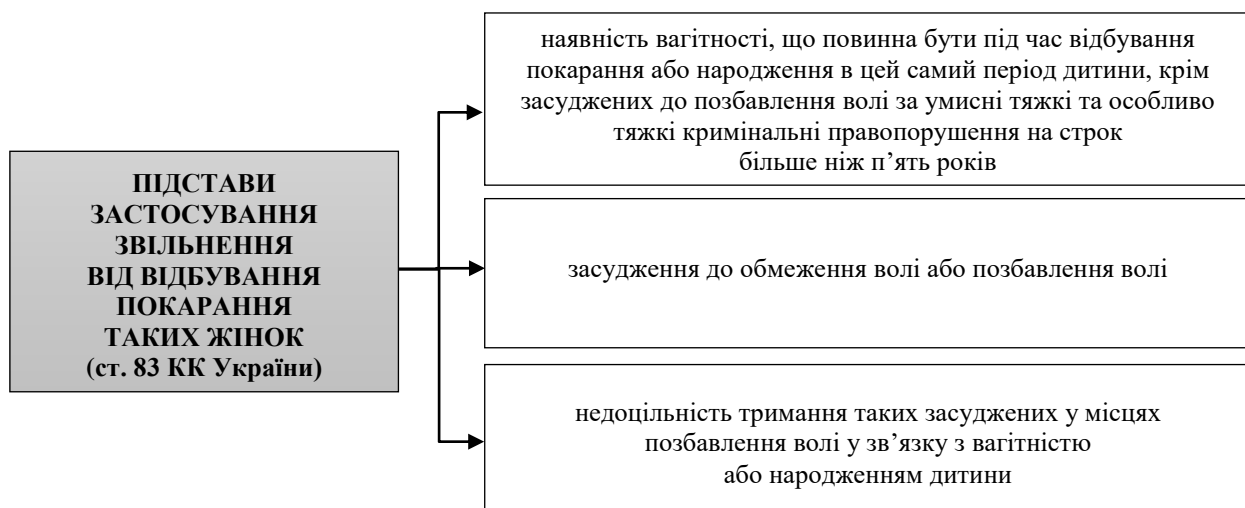 ПІДСТАВИ
ЗАСТОСУВАННЯ
ЗВІЛЬНЕННЯ
ВІД ВІДБУВАННЯ
ПОКАРАННЯ
ТАКИХ ЖІНОК
(ст. 83 КК України)
наявність вагітності, що повинна бути під час відбування
покарання або народження в цей самий період дитини, крім
засуджених до позбавлення волі за умисні тяжкі та особливо
тяжкі кримінальні правопорушення на строк
більше ніж п’ять років
засудження до обмеження волі або позбавлення волі
недоцільність тримання таких засуджених у місцях
позбавлення волі у зв’язку з вагітністю
або народженням дитини